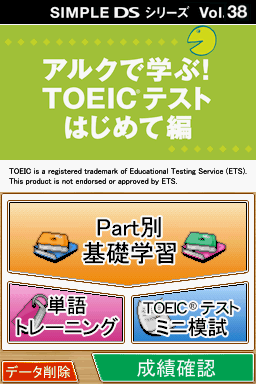 SIMPLE DS シリーズ Vol.38
アルクで学ぶ!
TOEIC®テスト
はじめて編
TOEIC is a registered trademark of Educational Testing Service (ETS).
This product is not endorsed or approved by ETS.
Part別
基礎学習
単語
トレーニング
TOEIC®テスト
ミニ模試
データ削除
成績確認